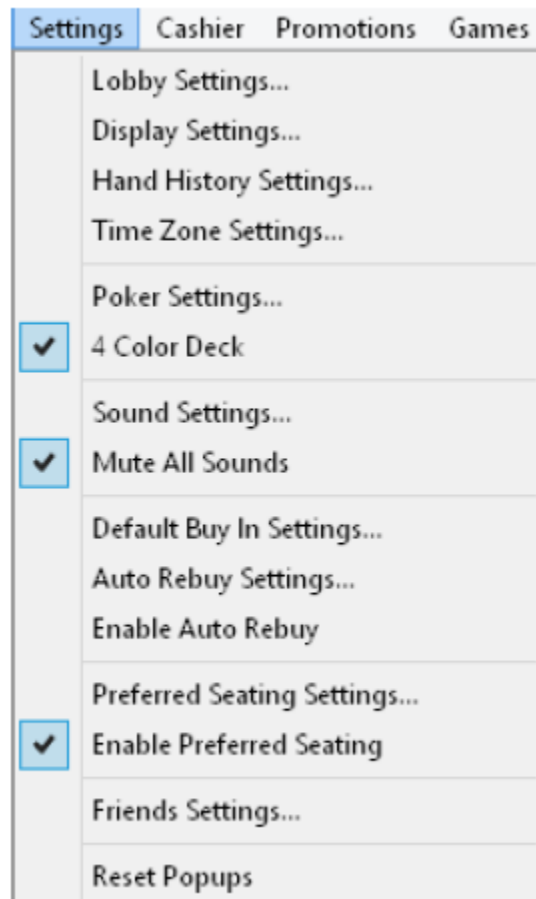 Settings Cashier Promotions Games
Lobby Settings...
Display Settings...
Hand History Settings...
Time Zone Settings...
Poker Settings...
4 Color Deck
Sound Settings...
Mute All Sounds
Default Buy In Settings...
Auto Rebuy Settings...
Enable Auto Rebuy
Preferred Seating Settings...
Enable Preferred Seating
Friends Settings...
Reset Popups